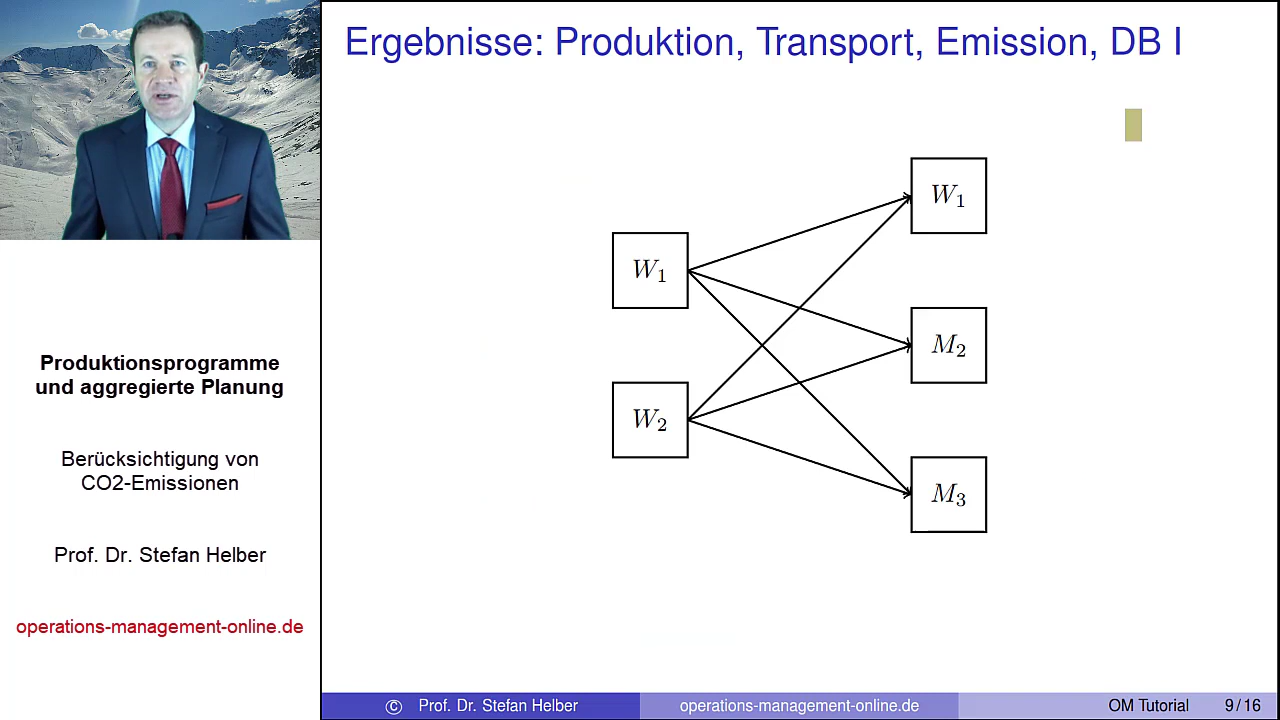 Ergebnisse: Produktion, Transport, Emission, DB I
W₁
W₁
M₂
W₂
M₃
Produktionsprogramme
und aggregierte Planung
Berücksichtigung von
CO2-Emissionen
Prof. Dr. Stefan Helber
operations-management-online.de
© Prof. Dr. Stefan Helber operations-management-online.de OM Tutorial 9/16